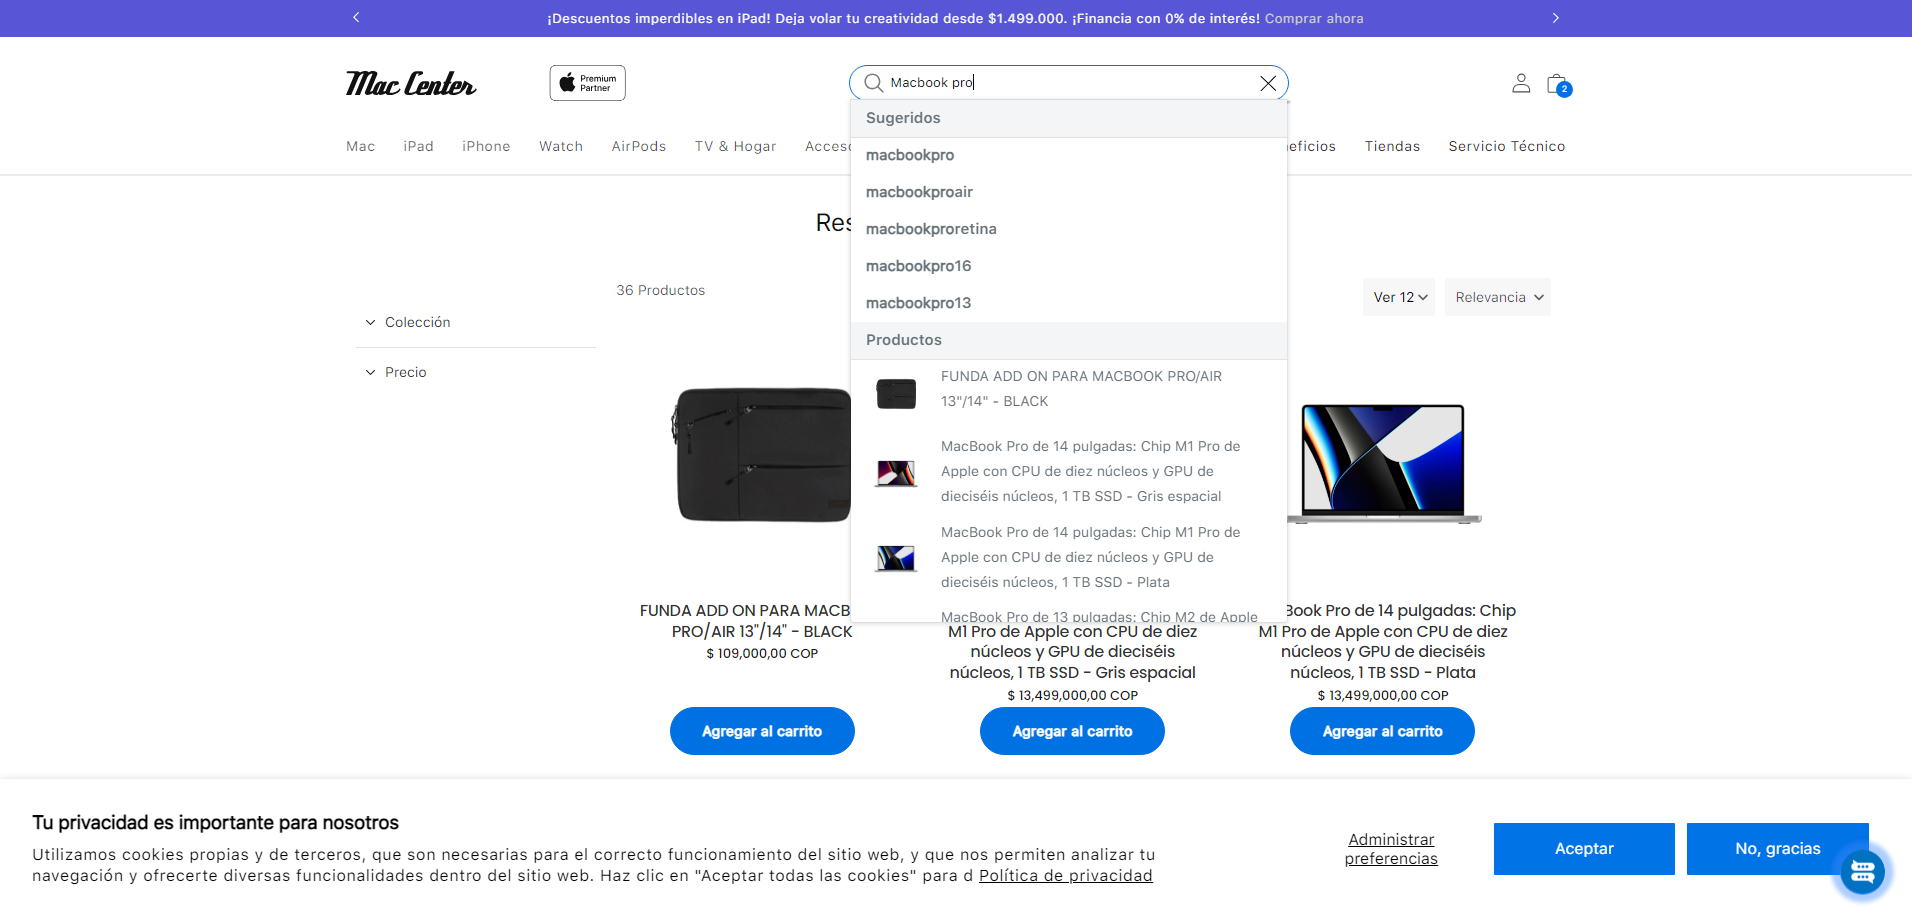 ¡Descuentos imperdibles en iPad! Deja volar tu creatividad desde $1.499.000. ¡Financia con 0% de interés! Comprar ahora
Mac Center
Premium
Partner
Macbook pro
2
Mac iPad iPhone Watch AirPods TV & Hogar Acceso eficios Tiendas Servicio Técnico
Sugeridos
macbookpro
macbookproair
macbookproretina
macbookpro16
macbookpro13
Productos
FUNDA ADD ON PARA MACBOOK PRO/AIR
13"/14" - BLACK
MacBook Pro de 14 pulgadas: Chip M1 Pro de
Apple con CPU de diez núcleos y GPU de
dieciséis núcleos, 1 TB SSD - Gris espacial
MacBook Pro de 14 pulgadas: Chip M1 Pro de
Apple con CPU de diez núcleos y GPU de
dieciséis núcleos, 1 TB SSD - Plata
MacBook Pro de 13 pulgadas: Chip M2 de Apple
Res
36 Productos
Ver 12
Relevancia
Colección
Precio
FUNDA ADD ON PARA MACB
PRO/AIR 13"/14" - BLACK
$ 109,000,00 COP
Agregar al carrito
M1 Pro de Apple con CPU de diez
núcleos y GPU de dieciséis
núcleos, 1 TB SSD - Gris espacial
$ 13,499,000,00 COP
Agregar al carrito
Book Pro de 14 pulgadas: Chip
M1 Pro de Apple con CPU de diez
núcleos y GPU de dieciséis
núcleos, 1 TB SSD - Plata
$ 13,499,000,00 COP
Agregar al carrito
Tu privacidad es importante para nosotros
Utilizamos cookies propias y de terceros, que son necesarias para el correcto funcionamiento del sitio web, y que nos permiten analizar tu
navegación y ofrecerte diversas funcionalidades dentro del sitio web. Haz clic en "Aceptar todas las cookies" para d Política de privacidad
Administrar
preferencias
Aceptar
No, gracias